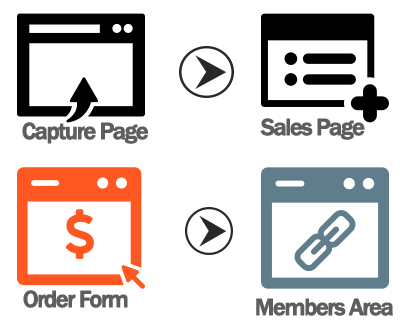 Capture Page
Sales Page
$
Order Form
Members Area